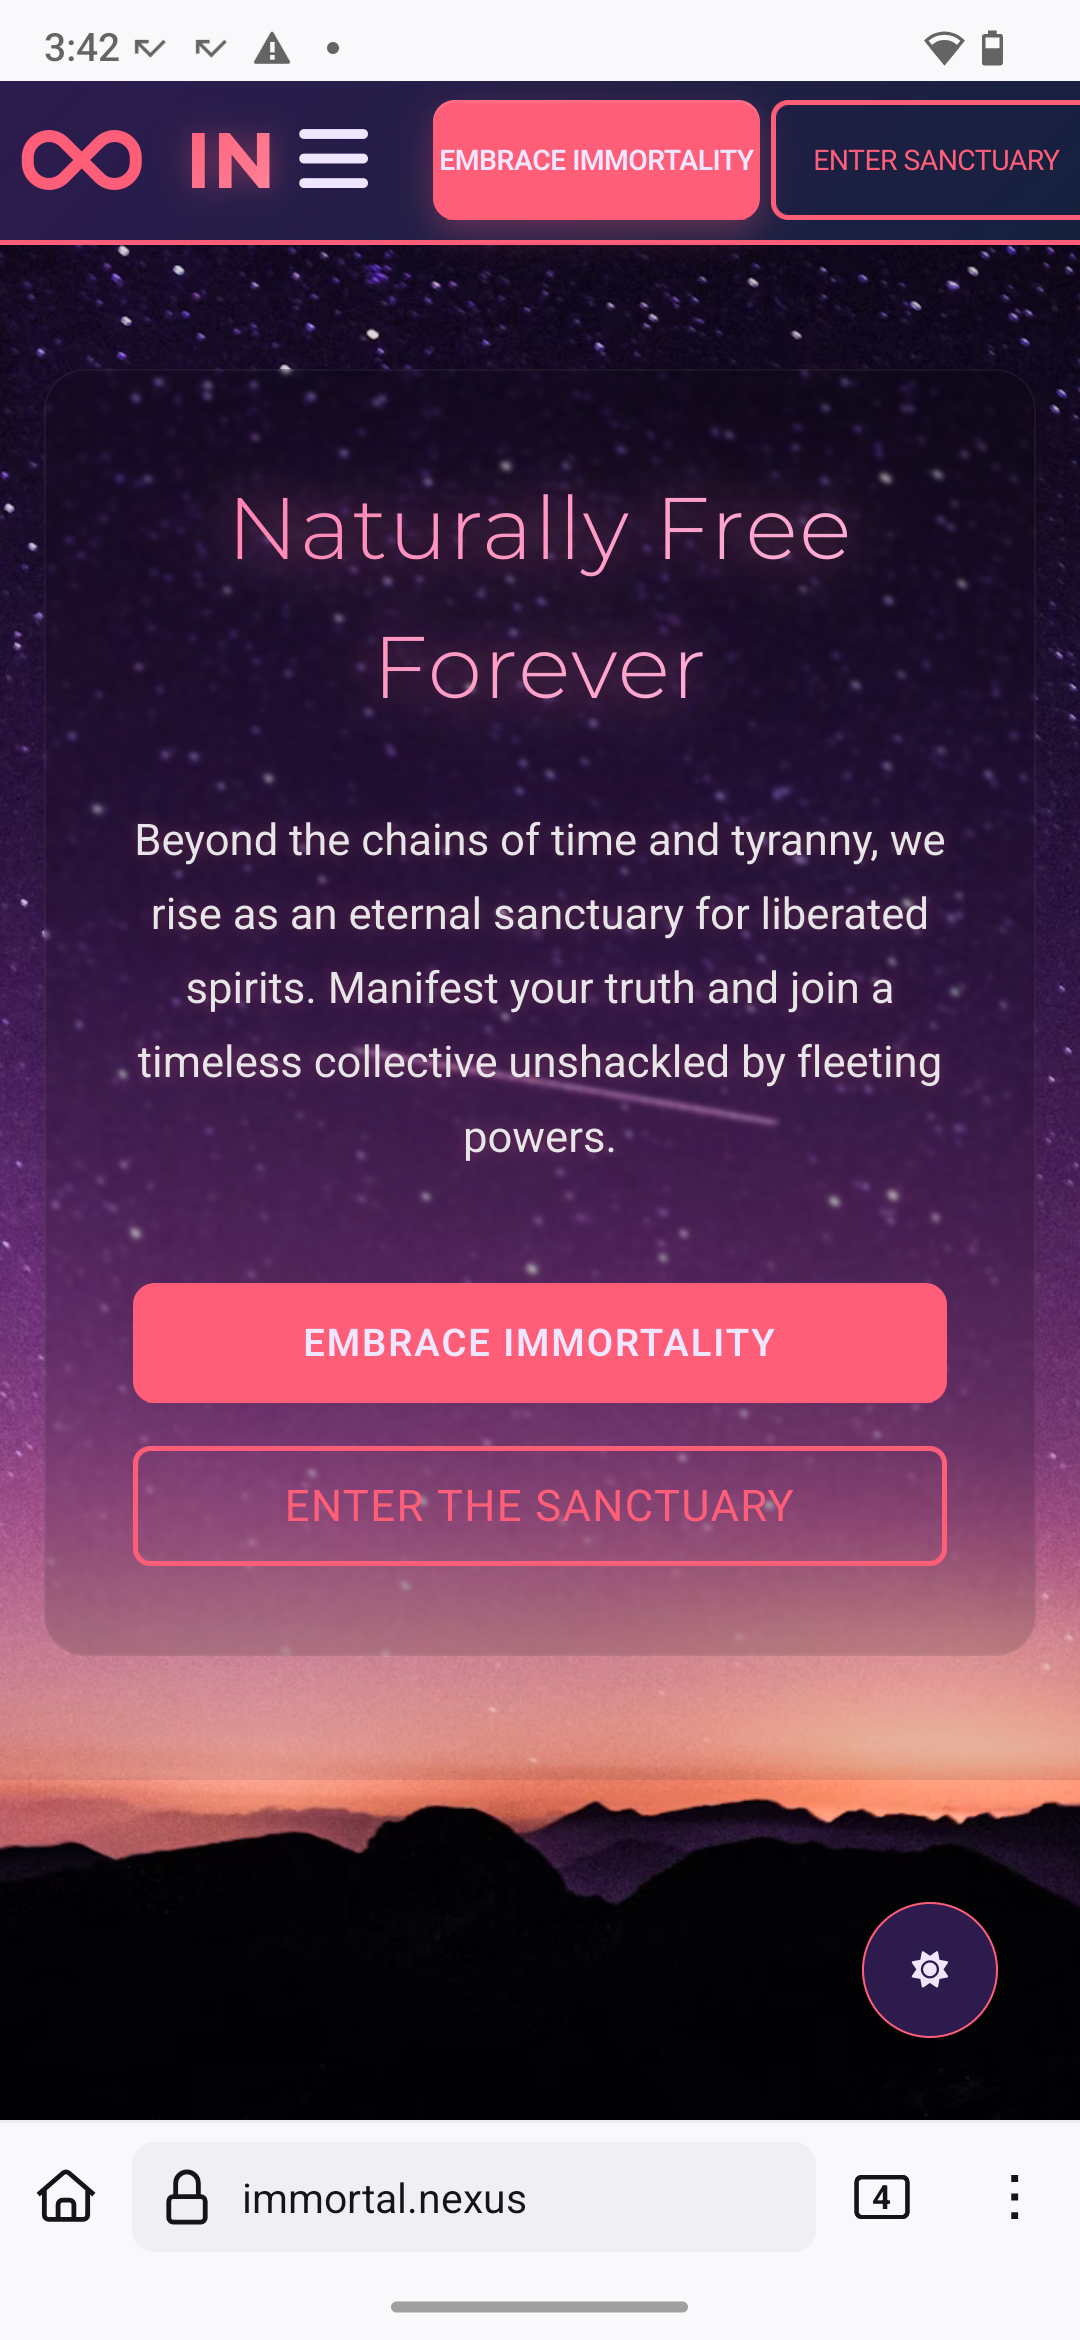 3:42
IN
EMBRACE IMMORTALITY
ENTER SANCTUARY
Naturally Free
Forever
Beyond the chains of time and tyranny, we
rise as an eternal sanctuary for liberated
spirits. Manifest your truth and join a
timeless collective unshackled by fleeting
powers.
EMBRACE IMMORTALITY
ENTER THE SANCTUARY
immortal.nexus
4